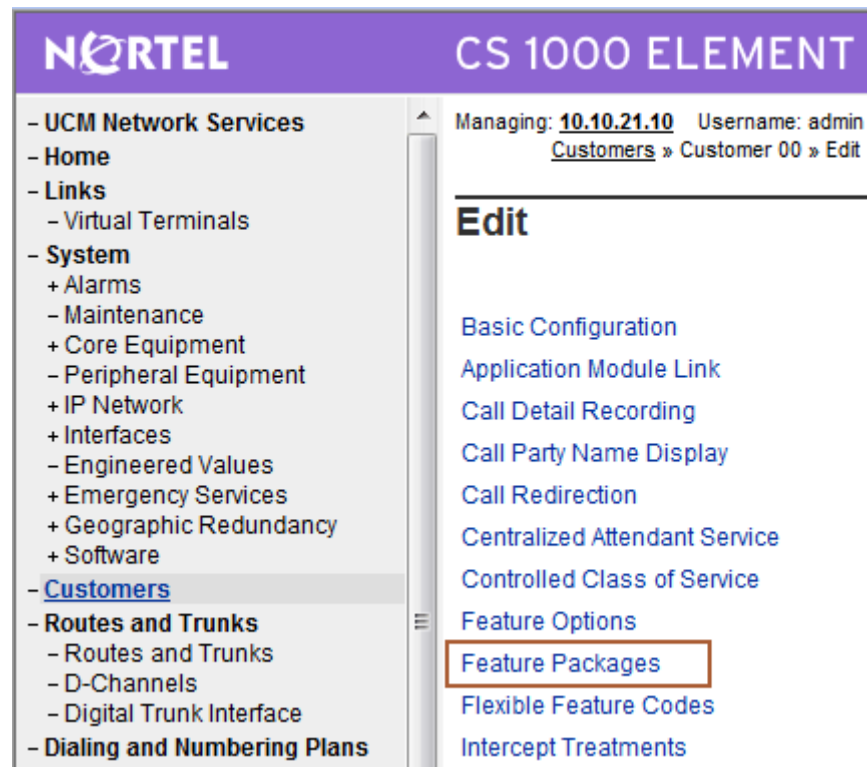 NORTEL
CS 1000 ELEMENT
– UCM Network Services
– Home
– Links
– Virtual Terminals
– System
+ Alarms
– Maintenance
+ Core Equipment
– Peripheral Equipment
+ IP Network
+ Interfaces
– Engineered Values
+ Emergency Services
+ Geographic Redundancy
+ Software
– Customers
– Routes and Trunks
– Routes and Trunks
– D-Channels
– Digital Trunk Interface
– Dialing and Numbering Plans
Managing: 10.10.21.10 Username: admin
Customers » Customer 00 » Edit
Edit
Basic Configuration
Application Module Link
Call Detail Recording
Call Party Name Display
Call Redirection
Centralized Attendant Service
Controlled Class of Service
Feature Options
Feature Packages
Flexible Feature Codes
Intercept Treatments